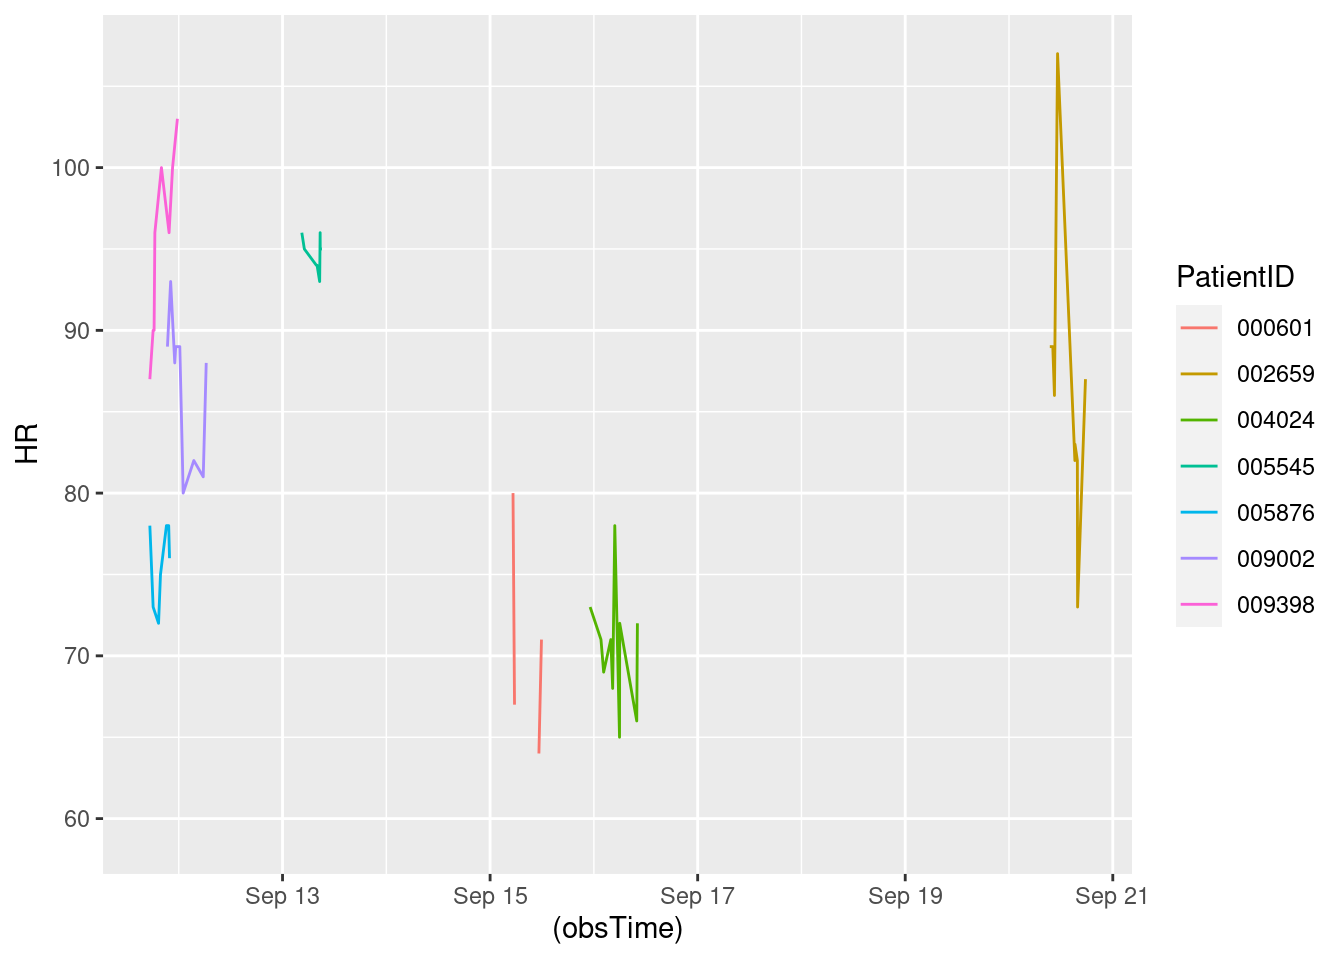 100
90
80
70
60
HR
Sep 13
Sep 15
Sep 17
Sep 19
Sep 21
(obsTime)
PatientID
000601
002659
004024
005545
005876
009002
009398